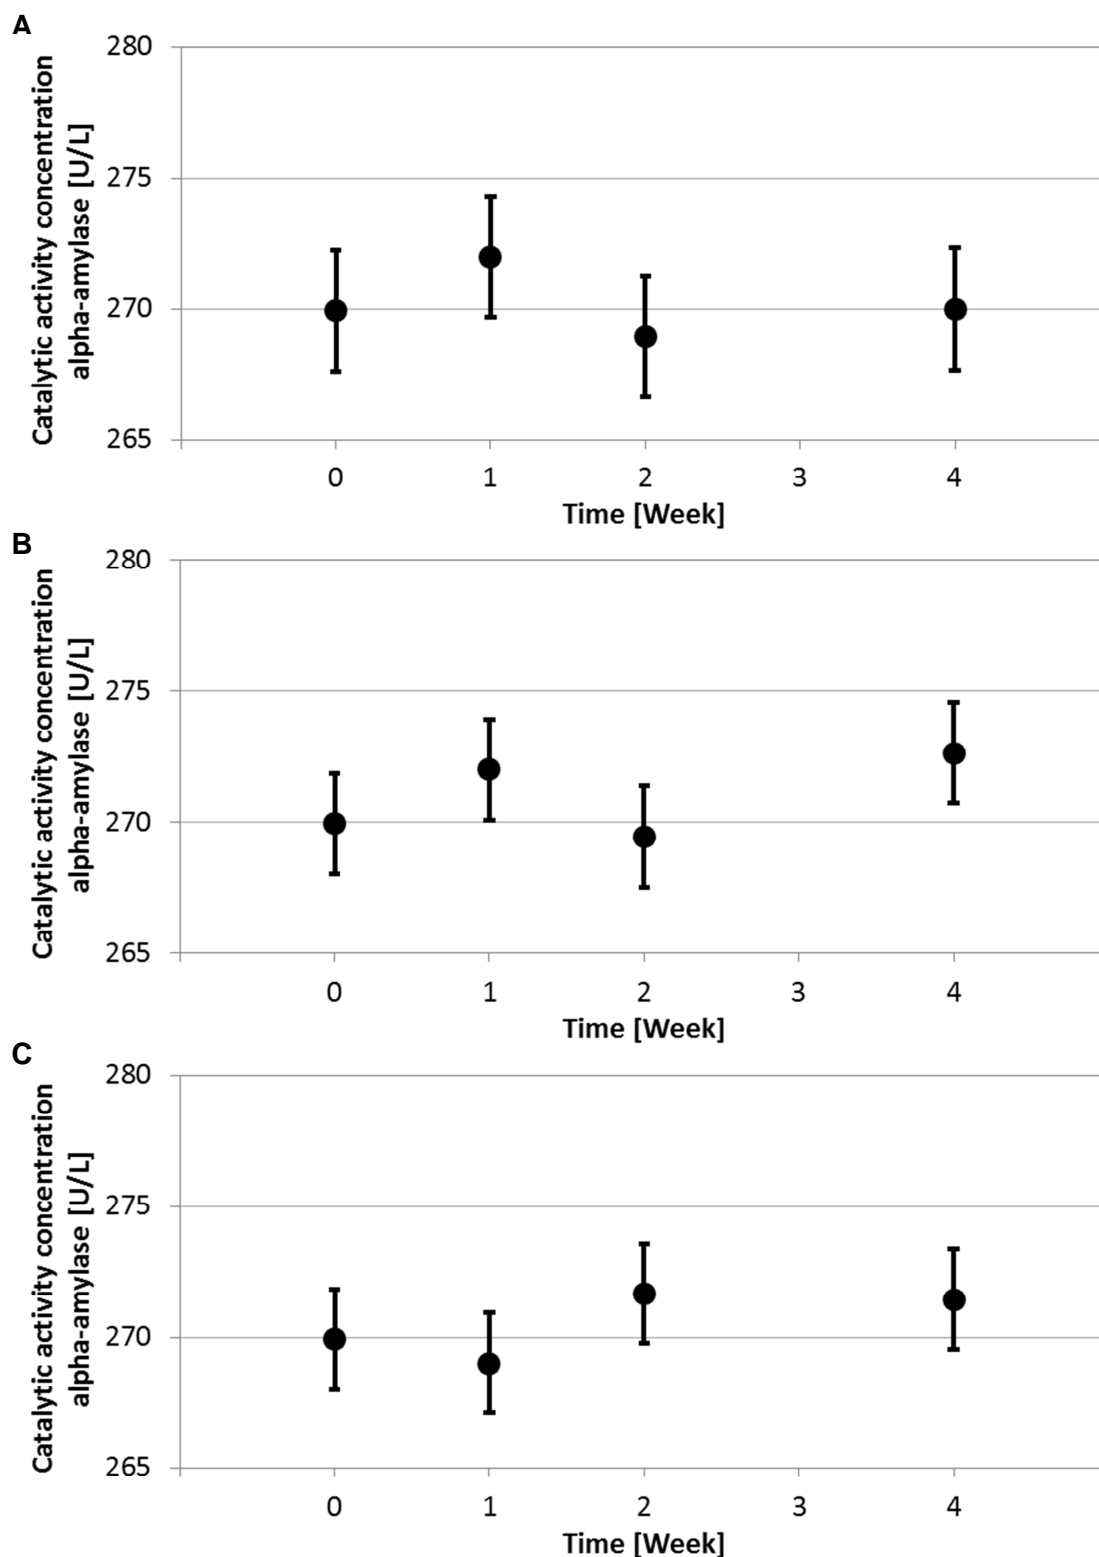 A
Catalytic activity concentration
alpha-amylase [U/L]
280
275
270
265
0 1 2 3 4
Time [Week]
B
Catalytic activity concentration
alpha-amylase [U/L]
280
275
270
265
0 1 2 3 4
Time [Week]
C
Catalytic activity concentration
alpha-amylase [U/L]
280
275
270
265
0 1 2 3 4
Time [Week]